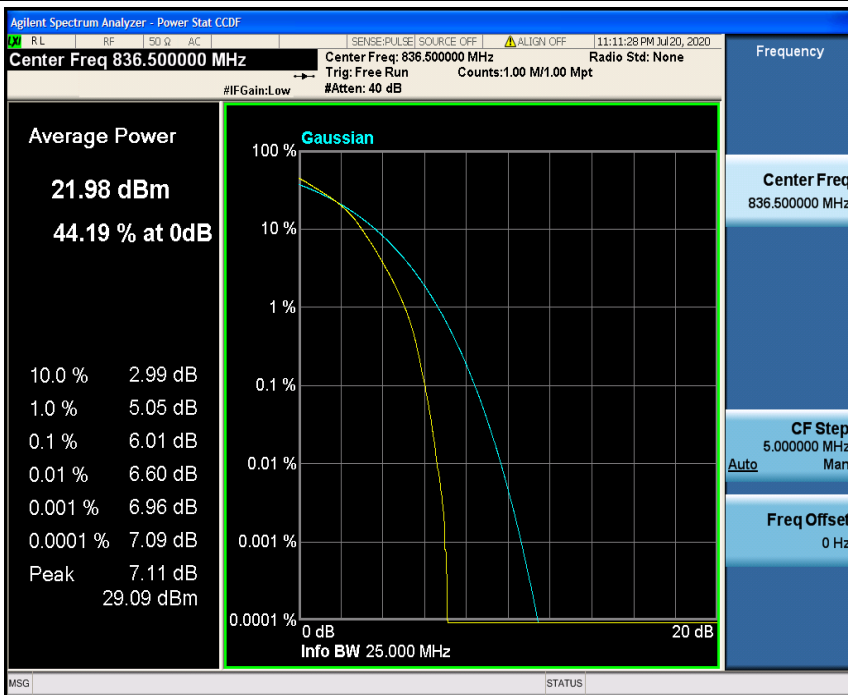 Agilent Spectrum Analyzer - Power Stat CCDF
LXI RL RF 50 Ω AC SENSE:PULSE SOURCE OFF ALIGN OFF 11:11:28 PM Jul 20, 2020
Center Freq 836.500000 MHz
Center Freq: 836.500000 MHz Radio Std: None
Trig: Free Run Counts:1.00 M/1.00 Mpt
#IFGain:Low #Atten: 40 dB
Average Power
21.98 dBm
44.19 % at 0dB
10.0 % 2.99 dB
1.0 % 5.05 dB
0.1 % 6.01 dB
0.01 % 6.60 dB
0.001 % 6.96 dB
0.0001 % 7.09 dB
Peak 7.11 dB
29.09 dBm
Gaussian
100 %
10 %
1 %
0.1 %
0.01 %
0.001 %
0.0001 %
0 dB 20 dB
Info BW 25.000 MHz
Frequency
Center Freq
836.500000 MHz
CF Step
5.000000 MHz
Auto Man
Freq Offset
0 Hz
MSG STATUS